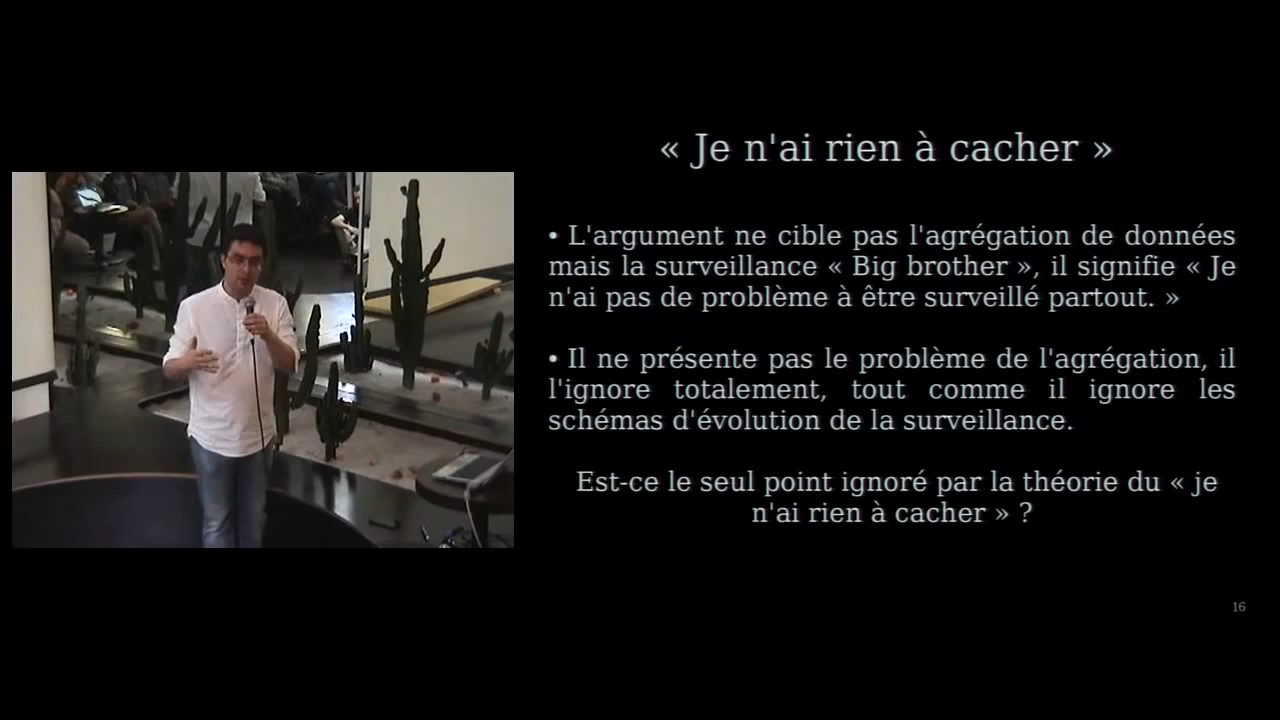 « Je n'ai rien à cacher »
• L'argument ne cible pas l'agrégation de données
mais la surveillance « Big brother », il signifie « Je
n'ai pas de problème à être surveillé partout. »
• Il ne présente pas le problème de l'agrégation, il
l'ignore totalement, tout comme il ignore les
schémas d'évolution de la surveillance.
Est-ce le seul point ignoré par la théorie du « je
n'ai rien à cacher » ?
16